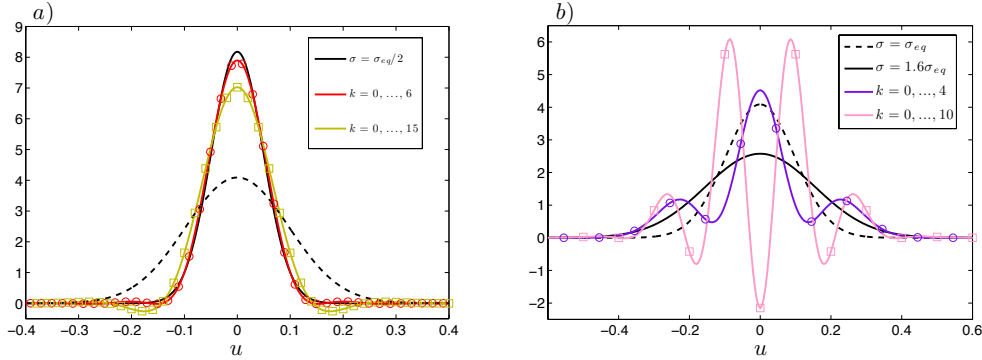 a)
9
8
7
6
5
4
3
2
1
0
−0.4 −0.3 −0.2 −0.1 0 0.1 0.2 0.3 0.4
u
σ = σ_eq/2
k = 0, ..., 6
k = 0, ..., 15
b)
6
5
4
3
2
1
0
−1
−2
−0.4 −0.2 0 0.2 0.4 0.6
u
σ = σ_eq
σ = 1.6σ_eq
k = 0, ..., 4
k = 0, ..., 10